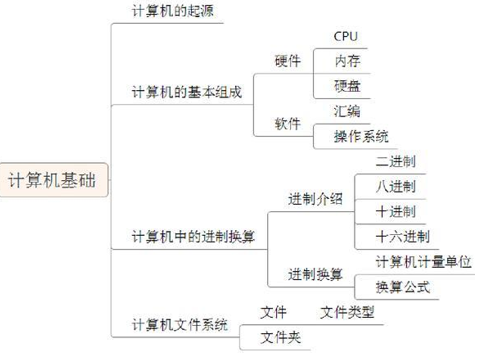 计算机基础
计算机的起源
计算机的基本组成
硬件
CPU
内存
硬盘
软件
汇编
操作系统
计算机中的进制换算
进制介绍
二进制
八进制
十进制
十六进制
进制换算
计算机计量单位
换算公式
计算机文件系统
文件
文件类型
文件夹